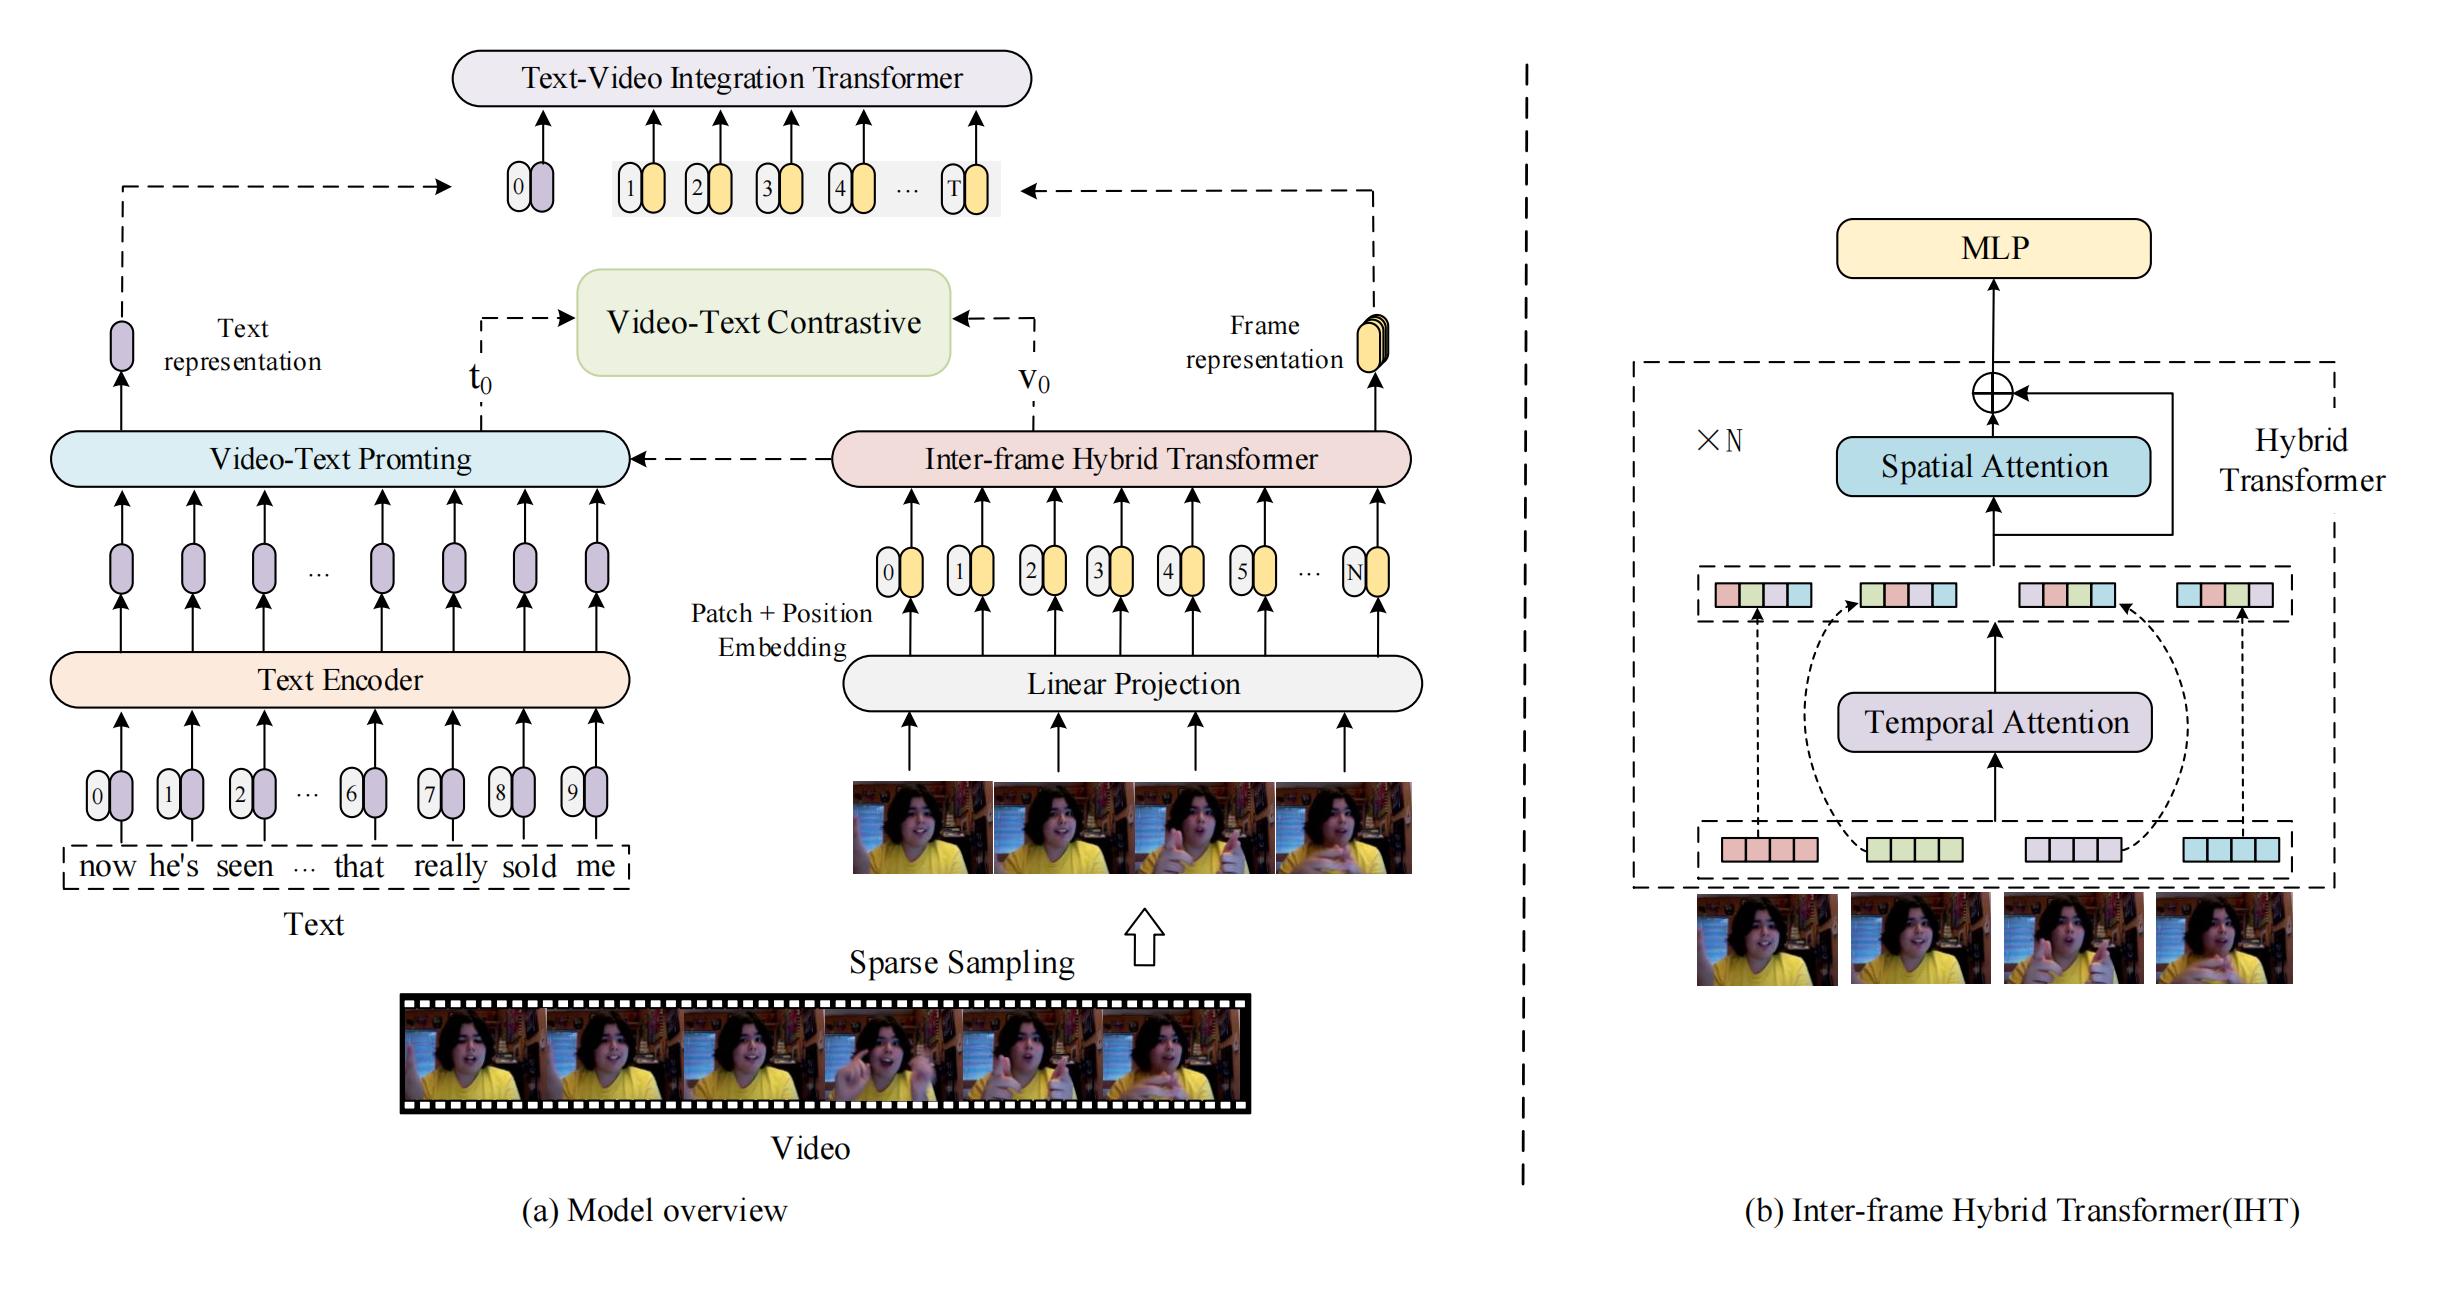 Text-Video Integration Transformer
0 1 2 3 4 ... T
Video-Text Contrastive
Text
representation
t0
v0
Frame
representation
Video-Text Promting
Inter-frame Hybrid Transformer
...
0 1 2 3 4 5 ... N
Patch + Position
Embedding
Text Encoder
Linear Projection
0 1 2 ... 6 7 8 9
now he's seen ... that really sold me
Text
Sparse Sampling
Video
(a) Model overview
MLP
×N
Spatial Attention
Hybrid
Transformer
Temporal Attention
(b) Inter-frame Hybrid Transformer(IHT)